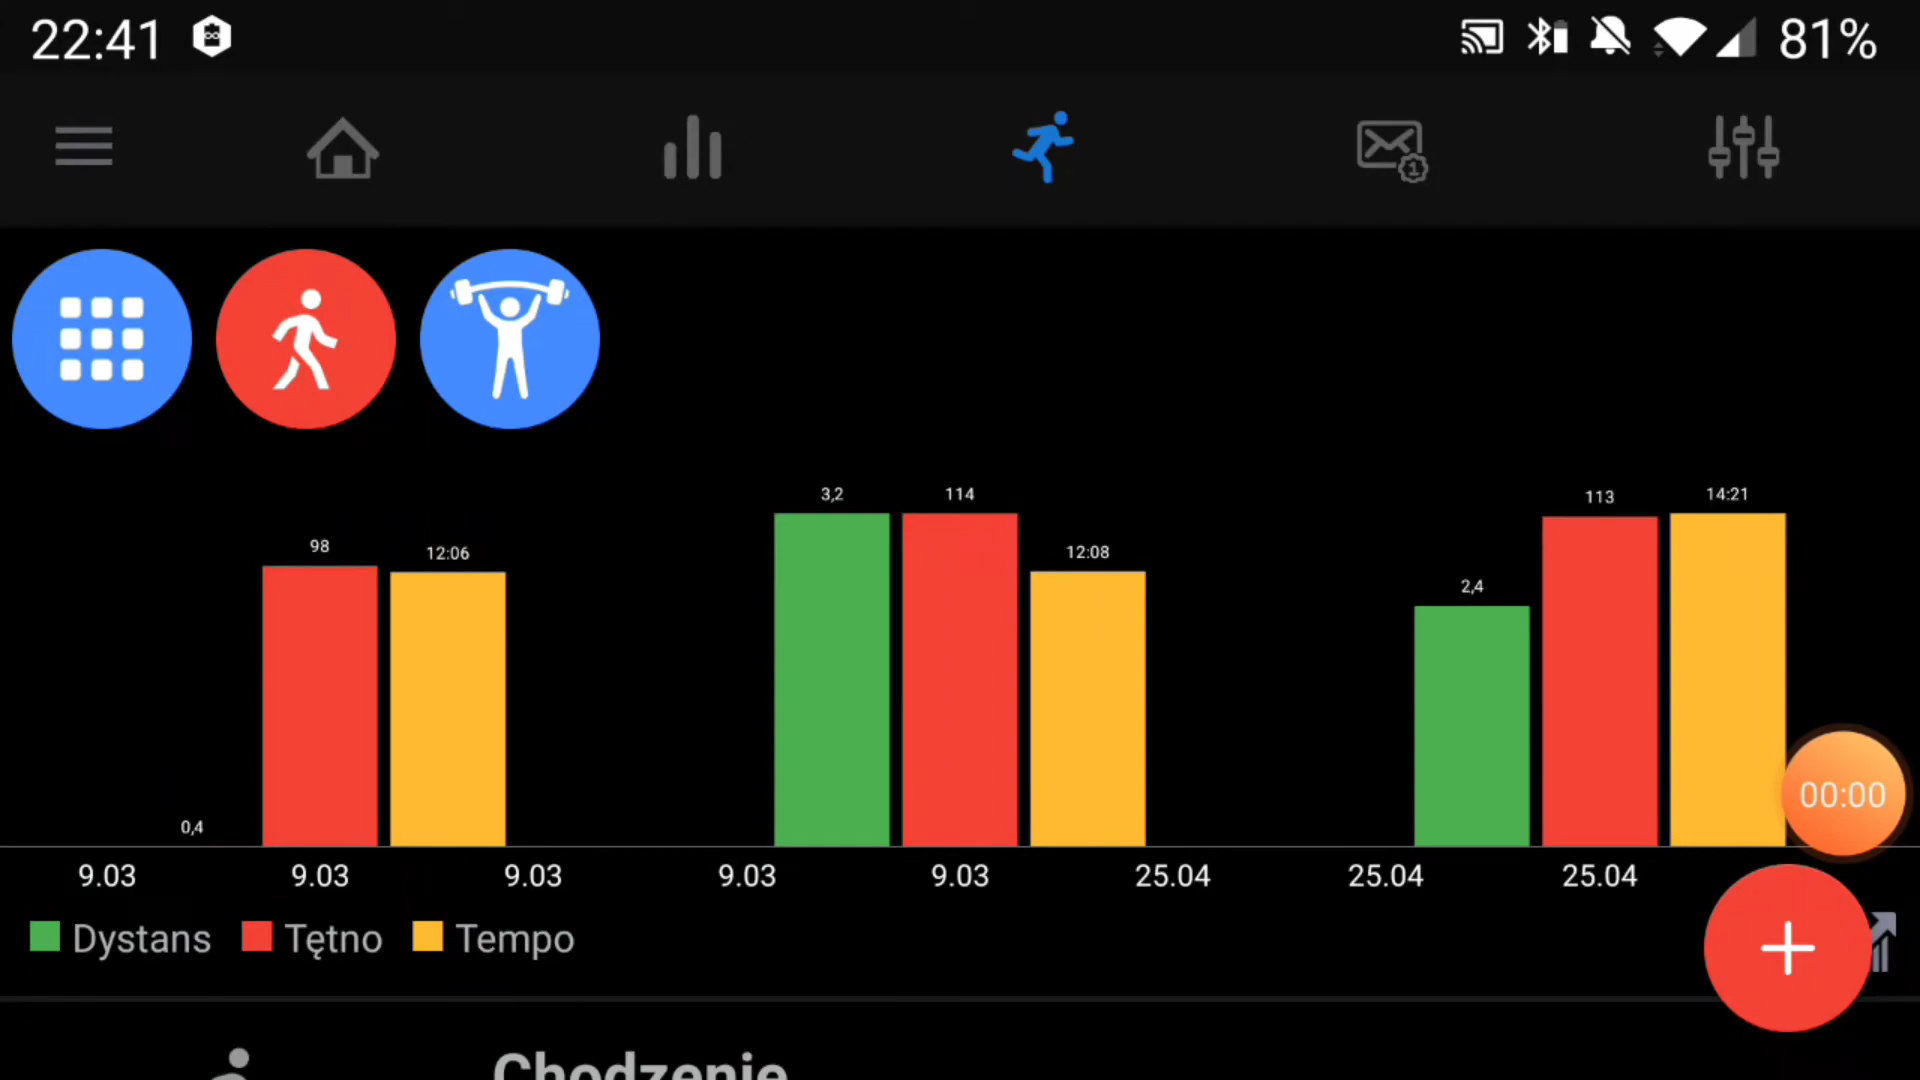 22:41 81%
1
3,2 114 14:21
113
98 12:06 12:08
2,4
0,4
00:00
9.03 9.03 9.03 9.03 9.03 25.04 25.04 25.04
Dystans Tętno Tempo
+
Chodzenie